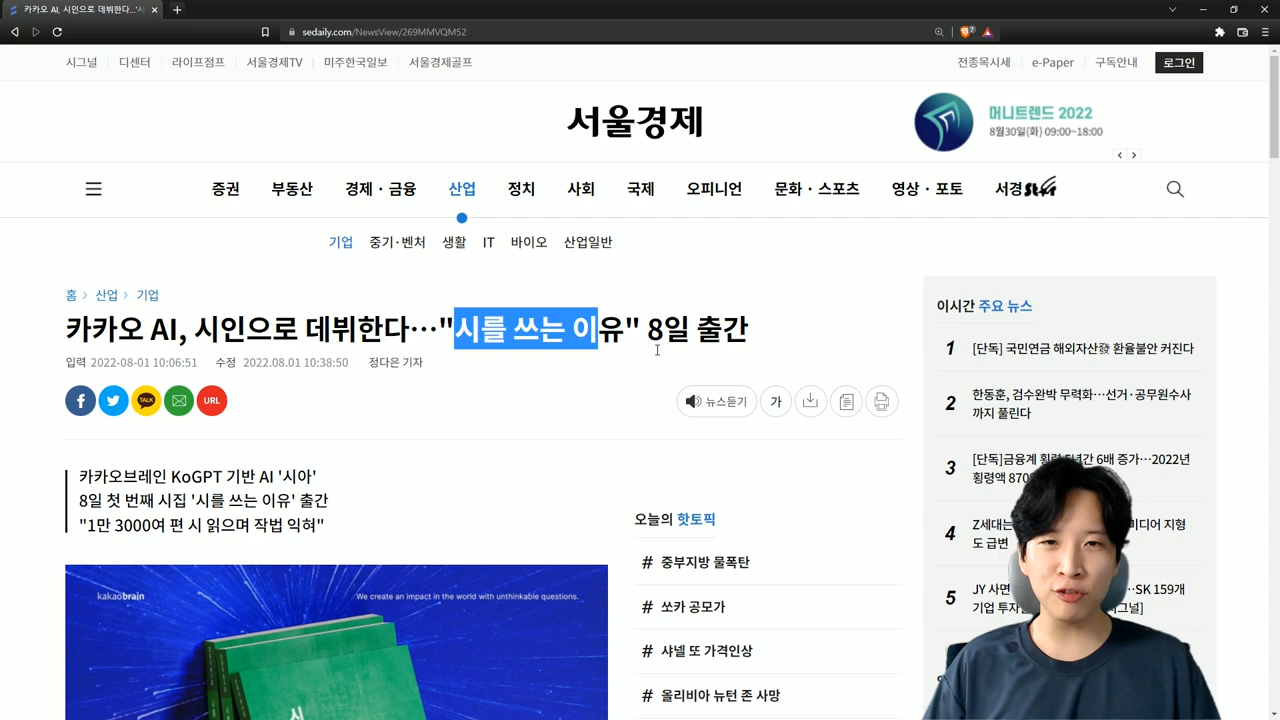 카카오 AI, 시인으로 데뷔한다…'시
sedaily.com/NewsView/269MMVQM52
시그널 디센터 라이프점프 서울경제TV 미주한국일보 서울경제골프
전종목시세 e-Paper 구독안내 로그인
서울경제
머니트렌드 2022
8월30일(화) 09:00~18:00
증권 부동산 경제·금융 산업 정치 사회 국제 오피니언 문화·스포츠 영상·포토 서경Star
기업 중기·벤처 생활 IT 바이오 산업일반
홈 > 산업 > 기업
카카오 AI, 시인으로 데뷔한다…"시를 쓰는 이유" 8일 출간
입력 2022-08-01 10:06:51 수정 2022.08.01 10:38:50 정다은 기자
TALK URL
뉴스듣기 가
카카오브레인 KoGPT 기반 AI '시아'
8일 첫 번째 시집 '시를 쓰는 이유' 출간
"1만 3000여 편 시 읽으며 작법 익혀"
kakaobrain We create an impact in the world with unthinkable questions.
시
오늘의 핫토픽
# 중부지방 물폭탄
# 쏘카 공모가
# 샤넬 또 가격인상
# 올리비아 뉴턴 존 사망
이시간 주요 뉴스
1 [단독] 국민연금 해외자산發 환율불안 커진다
2 한동훈, 검수완박 무력화…선거·공무원수사
까지 풀린다
3 [단독]금융계 횡령 5년간 6배 증가…2022년
횡령액 870
4 Z세대는 미디어 지형
도 급변
5 JY 사면 …SK 159개
기업 투자